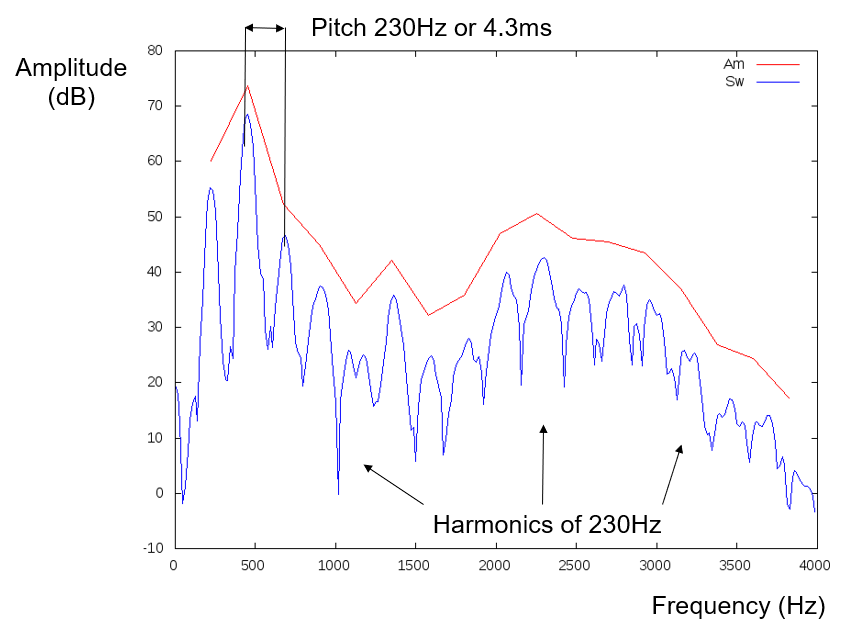 Pitch 230Hz or 4.3ms
Amplitude
(dB)
80
70
60
50
40
30
20
10
0
-10
Am
Sw
Harmonics of 230Hz
0 500 1000 1500 2000 2500 3000 3500 4000
Frequency (Hz)